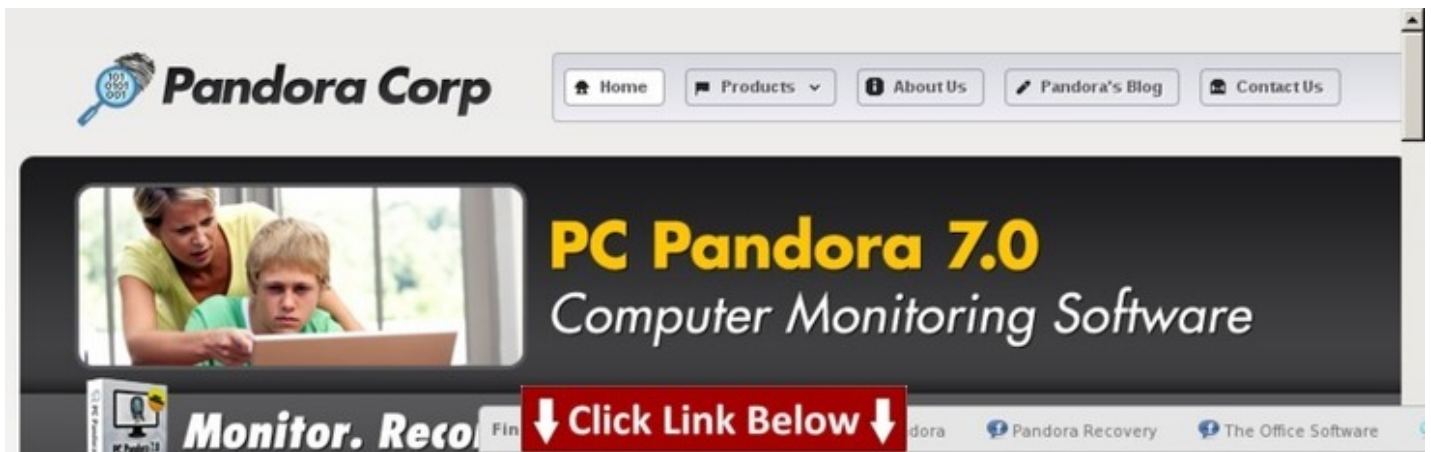 Pandora Corp
Home
Products
About Us
Pandora's Blog
Contact Us
PC Pandora 7.0
Computer Monitoring Software
Monitor. Reco
Fin
Click Link Below
dora
Pandora Recovery
The Office Software